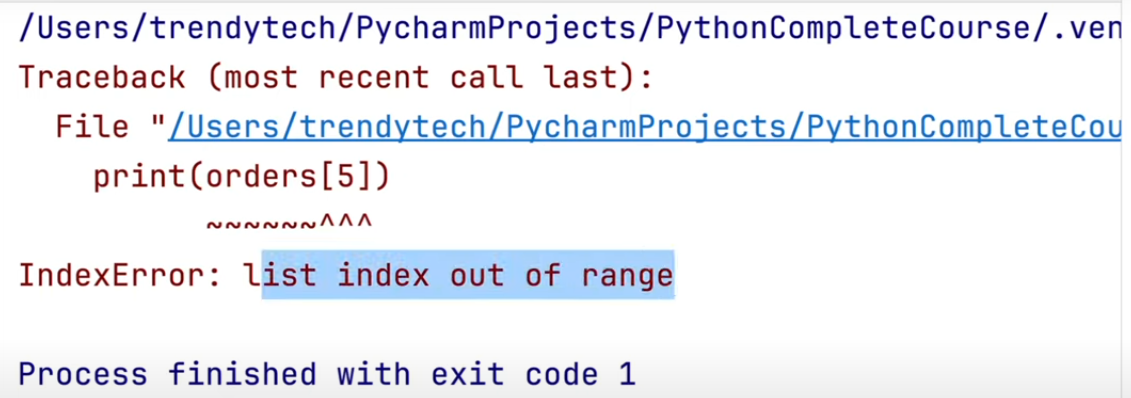 /Users/trendytech/PycharmProjects/PythonCompleteCourse/.ven
Traceback (most recent call last):
  File "/Users/trendytech/PycharmProjects/PythonCompleteCou
    print(orders[5])
          ~~~~~~^^^
IndexError: list index out of range
Process finished with exit code 1